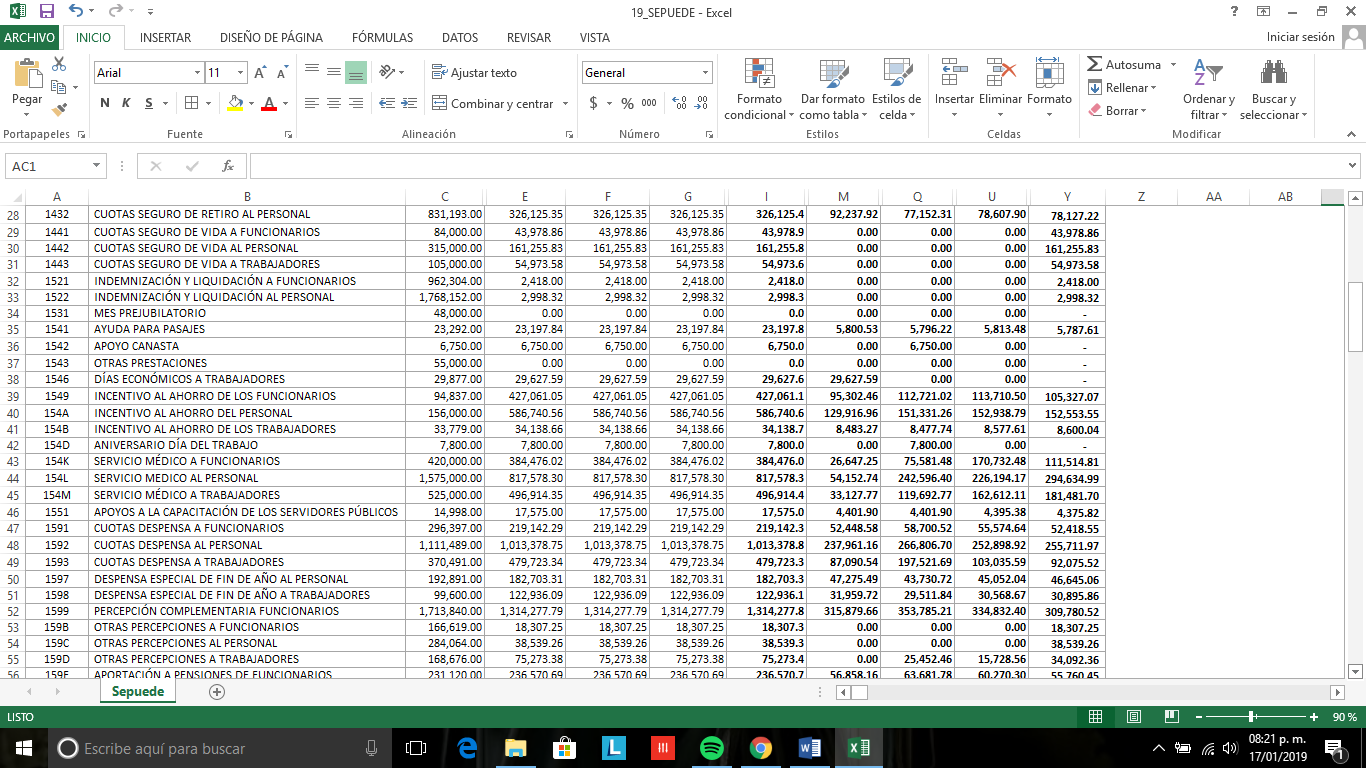 19_SEPUEDE - Excel
ARCHIVO INICIO INSERTAR DISEÑO DE PÁGINA FÓRMULAS DATOS REVISAR VISTA Iniciar sesión
Arial 11 Ajustar texto General Autosuma
Pegar Rellenar
N K S Combinar y centrar $ % 000 Borrar
Formato condicional Dar formato como tabla Estilos de celda Insertar Eliminar Formato Ordenar y filtrar Buscar y seleccionar
Portapapeles Fuente Alineación Número Estilos Celdas Modificar
AC1 fx
A B C E F G I M Q U Y Z AA AB
28 1432 CUOTAS SEGURO DE RETIRO AL PERSONAL 831,193.00 326,125.35 326,125.35 326,125.35 326,125.4 92,237.92 77,152.31 78,607.90 78,127.22
29 1441 CUOTAS SEGURO DE VIDA A FUNCIONARIOS 84,000.00 43,978.86 43,978.86 43,978.86 43,978.9 0.00 0.00 0.00 43,978.86
30 1442 CUOTAS SEGURO DE VIDA AL PERSONAL 315,000.00 161,255.83 161,255.83 161,255.83 161,255.8 0.00 0.00 0.00 161,255.83
31 1443 CUOTAS SEGURO DE VIDA A TRABAJADORES 105,000.00 54,973.58 54,973.58 54,973.58 54,973.6 0.00 0.00 0.00 54,973.58
32 1521 INDEMNIZACIÓN Y LIQUIDACIÓN A FUNCIONARIOS 962,304.00 2,418.00 2,418.00 2,418.00 2,418.0 0.00 0.00 0.00 2,418.00
33 1522 INDEMNIZACIÓN Y LIQUIDACIÓN AL PERSONAL 1,768,152.00 2,998.32 2,998.32 2,998.32 2,998.3 0.00 0.00 0.00 2,998.32
34 1531 MES PREJUBILATORIO 48,000.00 0.00 0.00 0.00 0.0 0.00 0.00 0.00 -
35 1541 AYUDA PARA PASAJES 23,292.00 23,197.84 23,197.84 23,197.84 23,197.8 5,800.53 5,796.22 5,813.48 5,787.61
36 1542 APOYO CANASTA 6,750.00 6,750.00 6,750.00 6,750.00 6,750.0 0.00 6,750.00 0.00 -
37 1543 OTRAS PRESTACIONES 55,000.00 0.00 0.00 0.00 0.0 0.00 0.00 0.00 -
38 1546 DÍAS ECONÓMICOS A TRABAJADORES 29,877.00 29,627.59 29,627.59 29,627.59 29,627.6 29,627.59 0.00 0.00 -
39 1549 INCENTIVO AL AHORRO DE LOS FUNCIONARIOS 94,837.00 427,061.05 427,061.05 427,061.05 427,061.1 95,302.46 112,721.02 113,710.50 105,327.07
40 154A INCENTIVO AL AHORRO DEL PERSONAL 156,000.00 586,740.56 586,740.56 586,740.56 586,740.6 129,916.96 151,331.26 152,938.79 152,553.55
41 154B INCENTIVO AL AHORRO DE LOS TRABAJADORES 33,779.00 34,138.66 34,138.66 34,138.66 34,138.7 8,483.27 8,477.74 8,577.61 8,600.04
42 154D ANIVERSARIO DÍA DEL TRABAJO 7,800.00 7,800.00 7,800.00 7,800.00 7,800.0 0.00 7,800.00 0.00 -
43 154K SERVICIO MÉDICO A FUNCIONARIOS 420,000.00 384,476.02 384,476.02 384,476.02 384,476.0 26,647.25 75,581.48 170,732.48 111,514.81
44 154L SERVICIO MEDICO AL PERSONAL 1,575,000.00 817,578.30 817,578.30 817,578.30 817,578.3 54,152.74 242,596.40 226,194.17 294,634.99
45 154M SERVICIO MÉDICO A TRABAJADORES 525,000.00 496,914.35 496,914.35 496,914.35 496,914.4 33,127.77 119,692.77 162,612.11 181,481.70
46 1551 APOYOS A LA CAPACITACIÓN DE LOS SERVIDORES PÚBLICOS 14,998.00 17,575.00 17,575.00 17,575.00 17,575.0 4,401.90 4,401.90 4,395.38 4,375.82
47 1591 CUOTAS DESPENSA A FUNCIONARIOS 296,397.00 219,142.29 219,142.29 219,142.29 219,142.3 52,448.58 58,700.52 55,574.64 52,418.55
48 1592 CUOTAS DESPENSA AL PERSONAL 1,111,489.00 1,013,378.75 1,013,378.75 1,013,378.75 1,013,378.8 237,961.16 266,806.70 252,898.92 255,711.97
49 1593 CUOTAS DESPENSA A TRABAJADORES 370,491.00 479,723.34 479,723.34 479,723.34 479,723.3 87,090.54 197,521.69 103,035.59 92,075.52
50 1597 DESPENSA ESPECIAL DE FIN DE AÑO AL PERSONAL 192,891.00 182,703.31 182,703.31 182,703.31 182,703.3 47,275.49 43,730.72 45,052.04 46,645.06
51 1598 DESPENSA ESPECIAL DE FIN DE AÑO A TRABAJADORES 99,600.00 122,936.09 122,936.09 122,936.09 122,936.1 31,959.72 29,511.84 30,568.67 30,895.86
52 1599 PERCEPCIÓN COMPLEMENTARIA FUNCIONARIOS 1,713,840.00 1,314,277.79 1,314,277.79 1,314,277.79 1,314,277.8 315,879.66 353,785.21 334,832.40 309,780.52
53 159B OTRAS PERCEPCIONES A FUNCIONARIOS 166,619.00 18,307.25 18,307.25 18,307.25 18,307.3 0.00 0.00 0.00 18,307.25
54 159C OTRAS PERCEPCIONES AL PERSONAL 284,064.00 38,539.26 38,539.26 38,539.26 38,539.3 0.00 0.00 0.00 38,539.26
55 159D OTRAS PERCEPCIONES A TRABAJADORES 168,676.00 75,273.38 75,273.38 75,273.38 75,273.4 0.00 25,452.46 15,728.56 34,092.36
56 159F APORTACIÓN A PENSIONES DE FUNCIONARIOS 231,120.00 236,570.69 236,570.69 236,570.69 236,570.7 56,858.16 63,681.78 60,270.30 55,760.45
Sepuede
LISTO 90 %
Escribe aquí para buscar
08:21 p. m.
17/01/2019